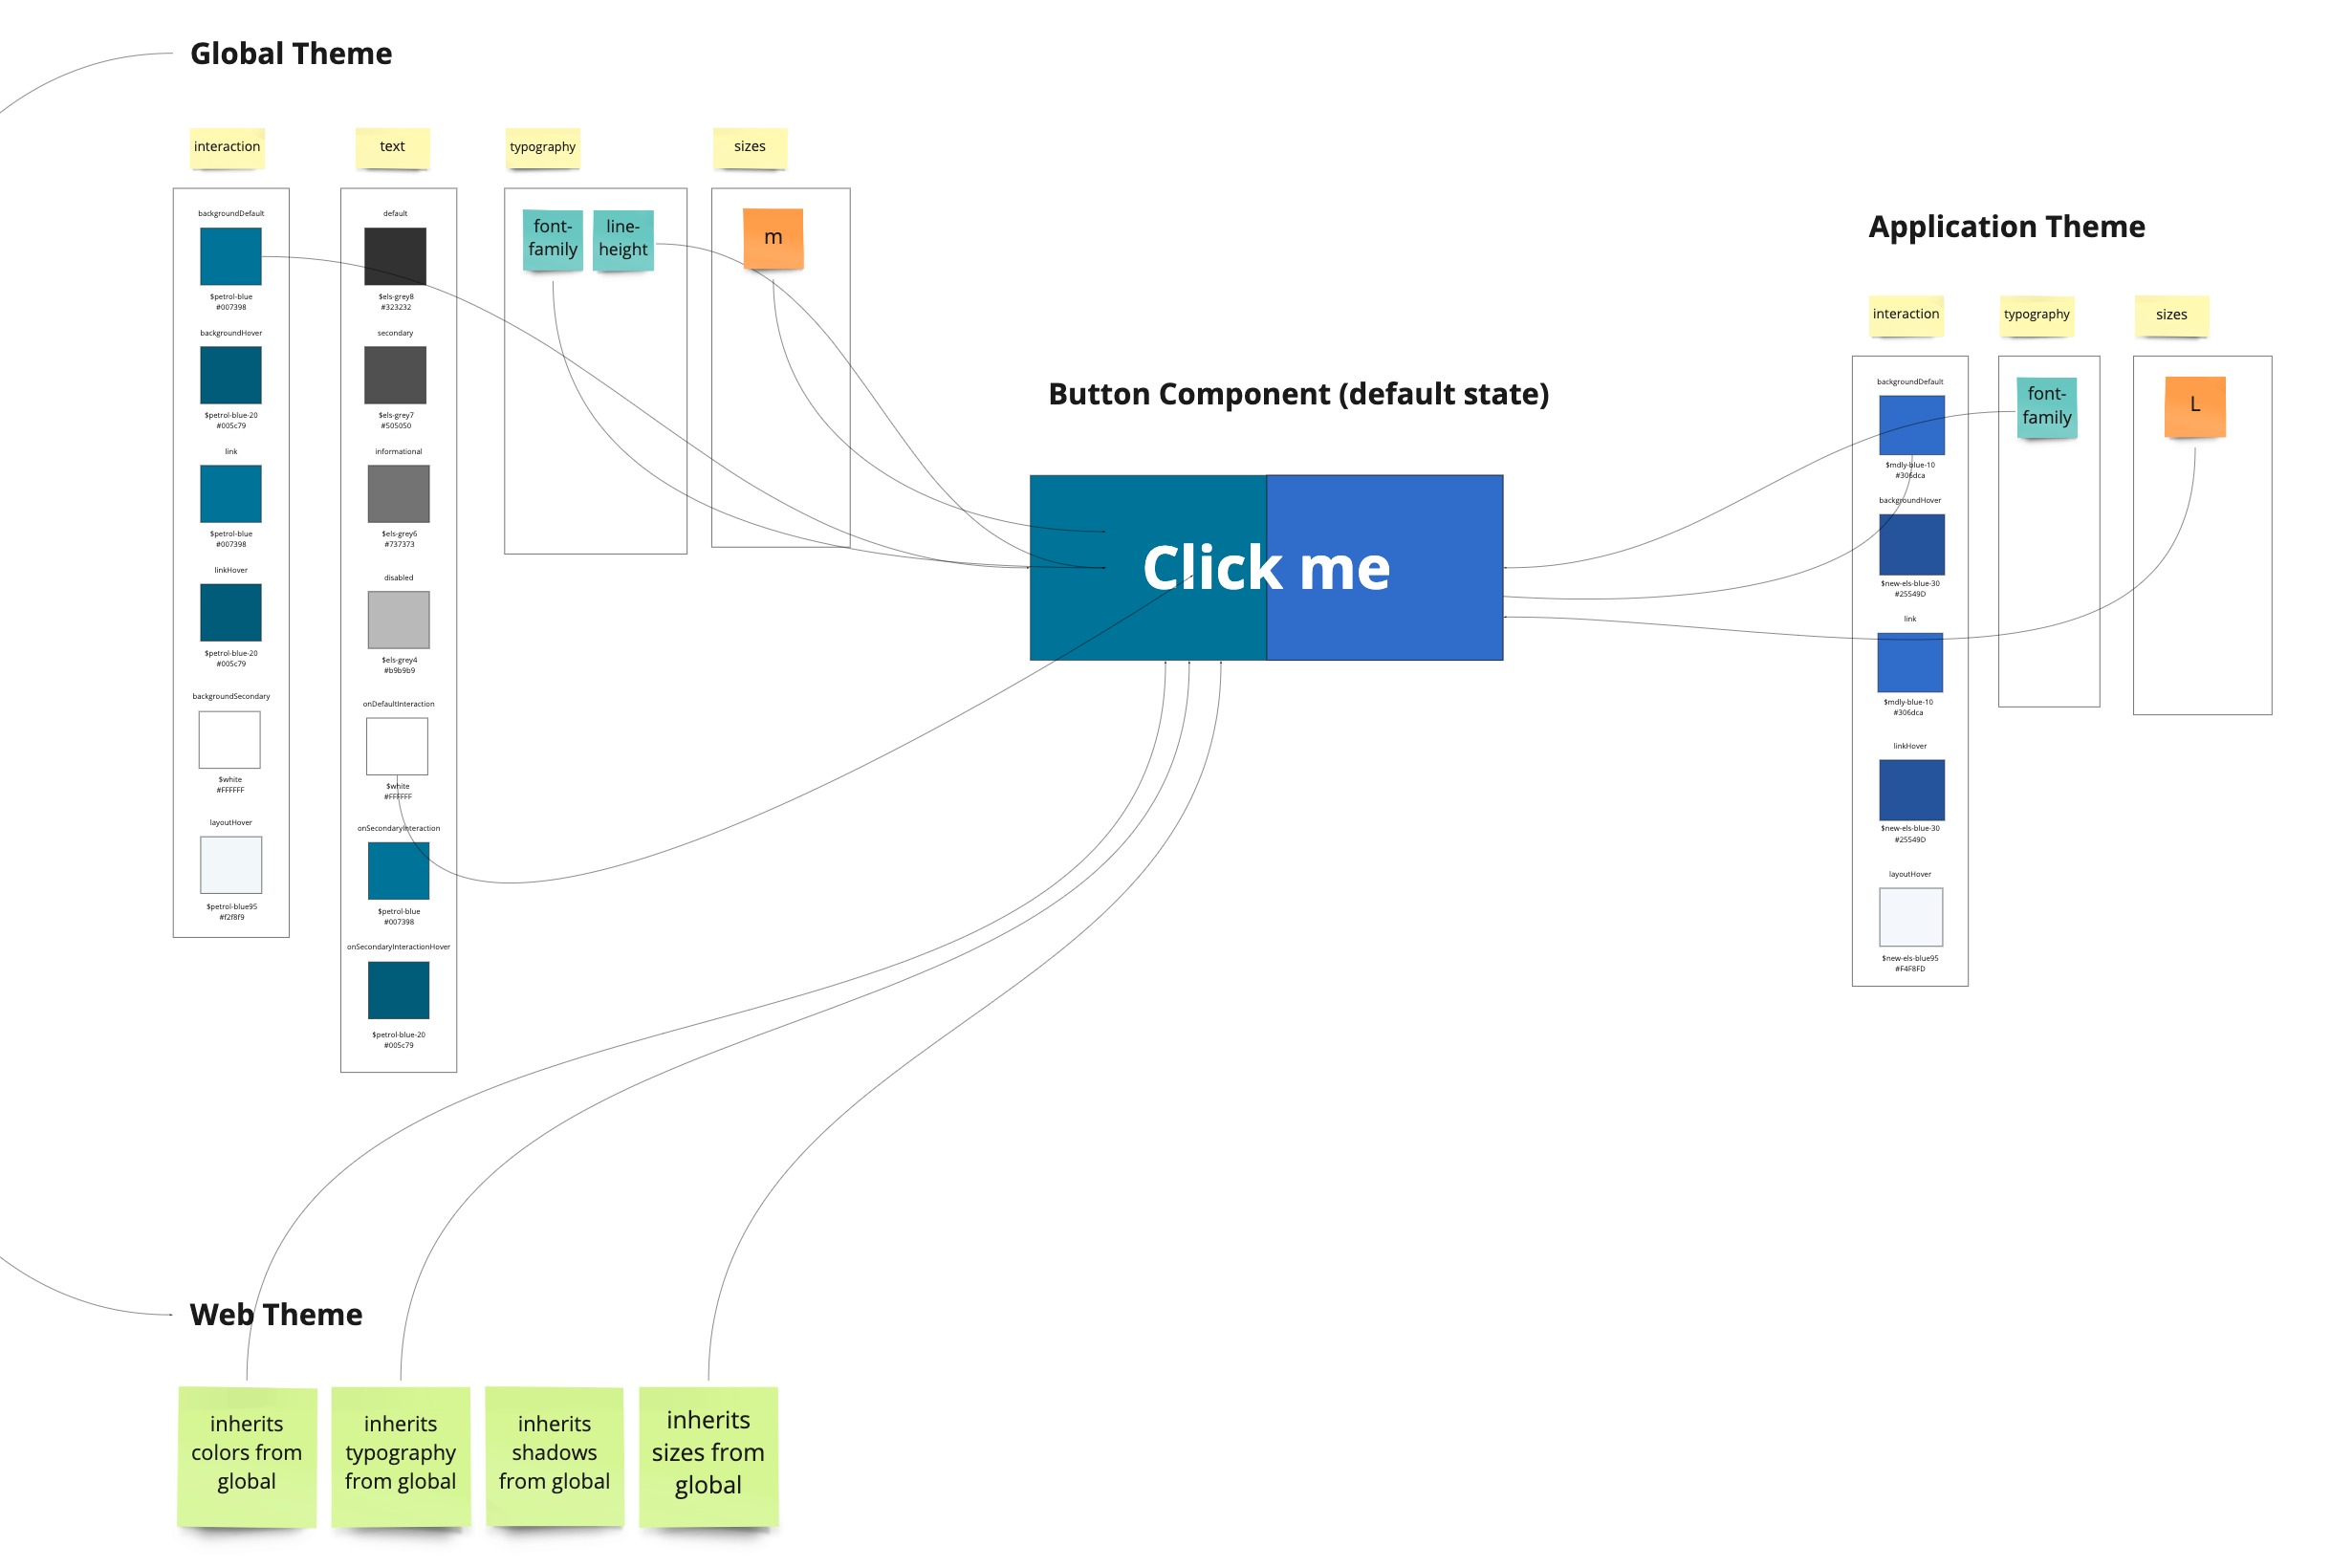 Global Theme
interaction
backgroundDefault
$petrol-blue
#007398
backgroundHover
$petrol-blue-20
#005c79
link
$petrol-blue
#007398
linkHover
$petrol-blue-20
#005c79
backgroundSecondary
$white
#FFFFFF
layoutHover
$petrol-blue95
#f2f8f9
text
default
$els-grey8
#323232
secondary
$els-grey7
#505050
informational
$els-grey6
#737373
disabled
$els-grey4
#b9b9b9
onDefaultInteraction
$white
#FFFFFF
onSecondaryInteraction
$petrol-blue
#007398
onSecondaryInteractionHover
$petrol-blue-20
#005c79
typography
font-
family
line-
height
sizes
m
Button Component (default state)
Click me
Application Theme
interaction
backgroundDefault
$mdly-blue-10
#306dca
backgroundHover
$new-els-blue-30
#25549D
link
$mdly-blue-10
#306dca
linkHover
$new-els-blue-30
#25549D
layoutHover
$new-els-blue95
#F4F8FD
typography
font-
family
sizes
L
Web Theme
inherits
colors from
global
inherits
typography
from global
inherits
shadows
from global
inherits
sizes from
global